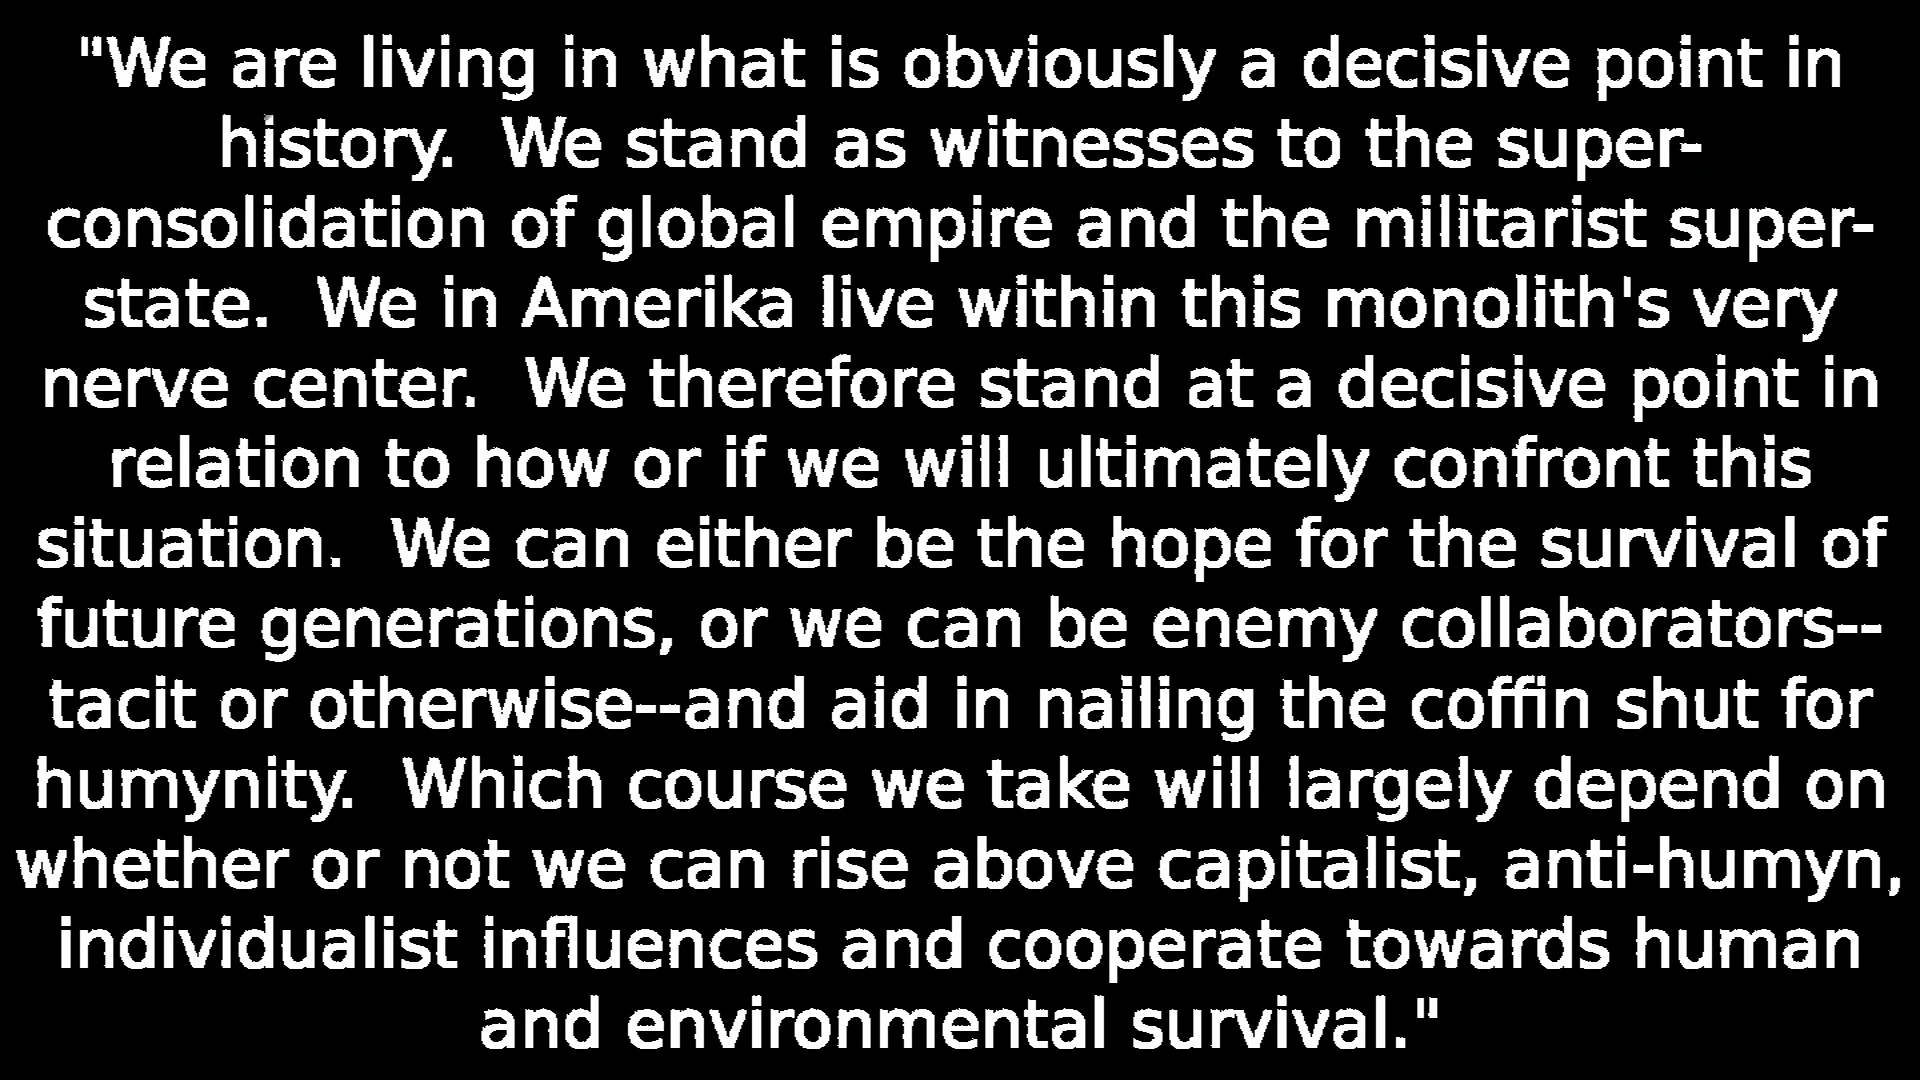 "We are living in what is obviously a decisive point in
history.  We stand as witnesses to the super-
consolidation of global empire and the militarist super-
state.  We in Amerika live within this monolith's very
nerve center.  We therefore stand at a decisive point in
relation to how or if we will ultimately confront this
situation.  We can either be the hope for the survival of
future generations, or we can be enemy collaborators--
tacit or otherwise--and aid in nailing the coffin shut for
humynity.  Which course we take will largely depend on
whether or not we can rise above capitalist, anti-humyn,
individualist influences and cooperate towards human
and environmental survival."